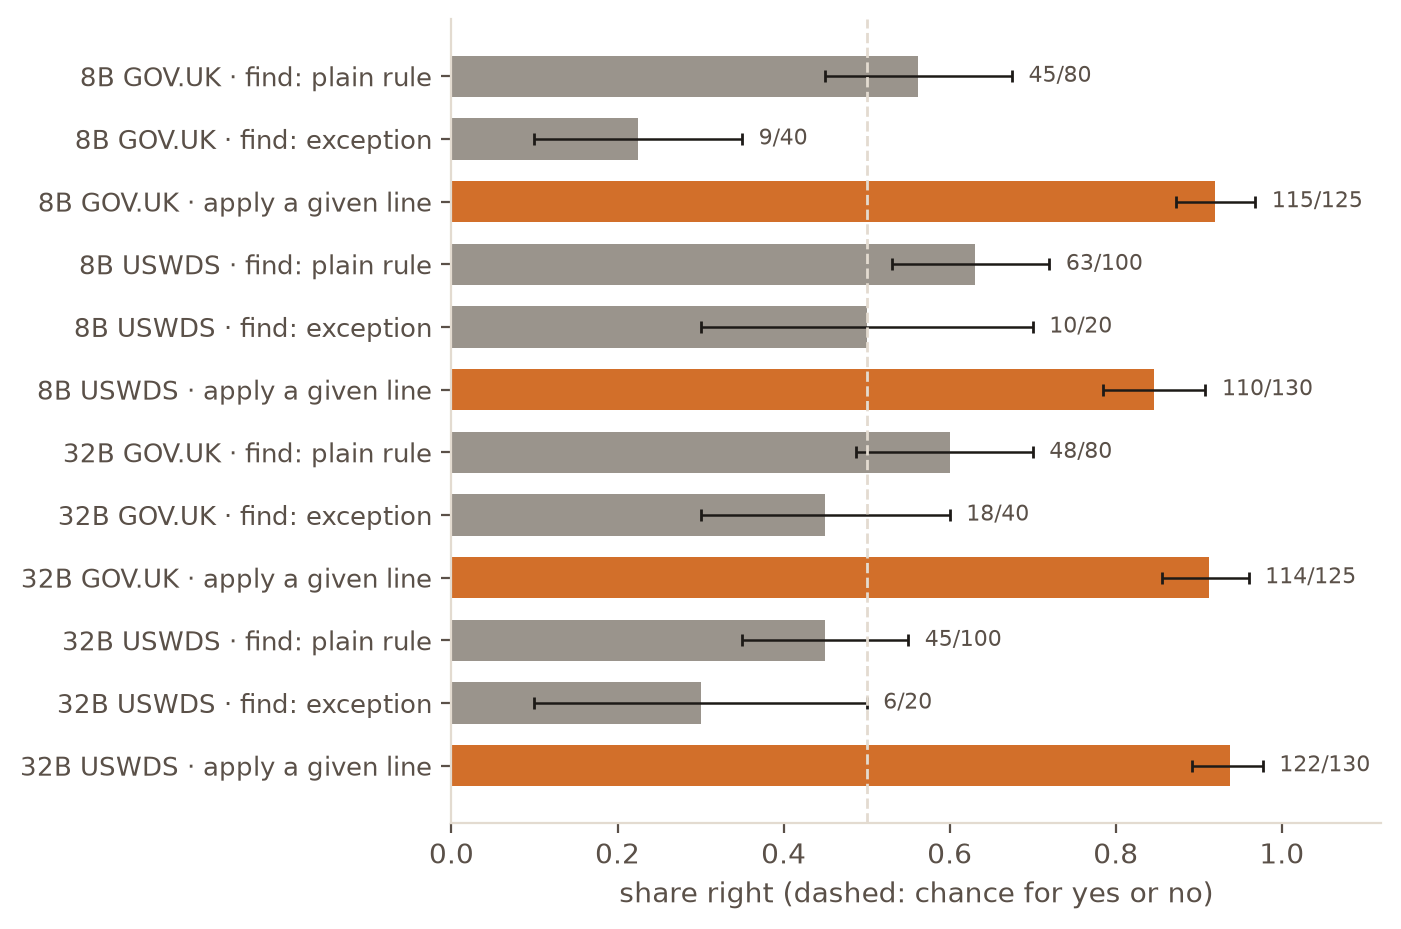 8B GOV.UK · find: plain rule 45/80
8B GOV.UK · find: exception 9/40
8B GOV.UK · apply a given line 115/125
8B USWDS · find: plain rule 63/100
8B USWDS · find: exception 10/20
8B USWDS · apply a given line 110/130
32B GOV.UK · find: plain rule 48/80
32B GOV.UK · find: exception 18/40
32B GOV.UK · apply a given line 114/125
32B USWDS · find: plain rule 45/100
32B USWDS · find: exception 6/20
32B USWDS · apply a given line 122/130
0.0 0.2 0.4 0.6 0.8 1.0
share right (dashed: chance for yes or no)